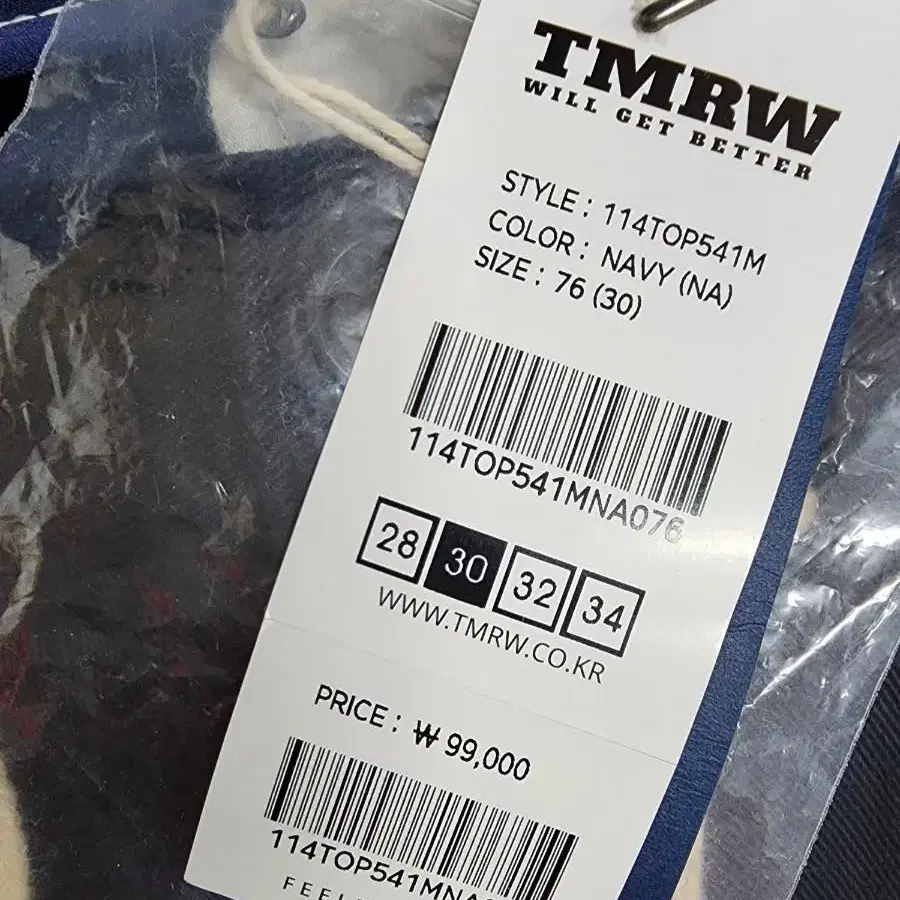 TMRW
WILL GET BETTER
STYLE : 114TOP541M
COLOR : NAVY (NA)
SIZE : 76 (30)
114TOP541MNA076
28 30 32 34
WWW.TMRW.CO.KR
PRICE : ₩ 99,000